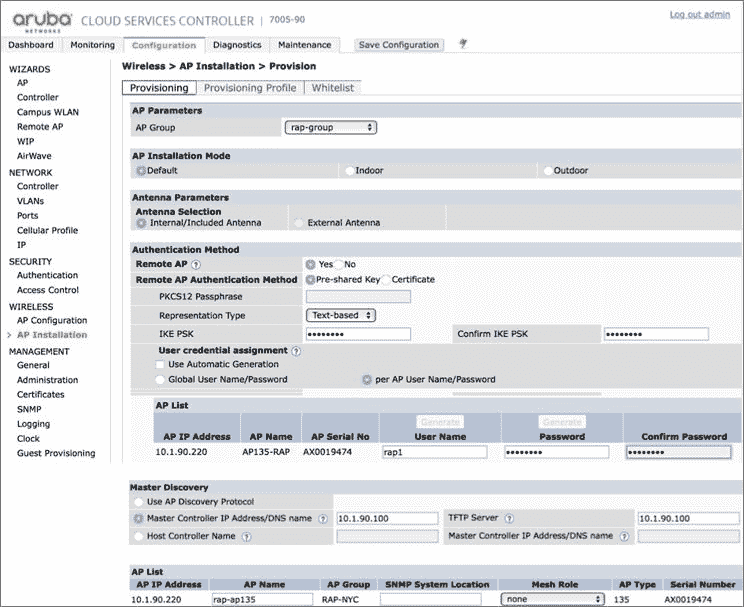 aruba NETWORKS CLOUD SERVICES CONTROLLER | 7005-90 Log out admin
Dashboard Monitoring Configuration Diagnostics Maintenance Save Configuration
WIZARDS
AP
Controller
Campus WLAN
Remote AP
WIP
AirWave
NETWORK
Controller
VLANs
Ports
Cellular Profile
IP
SECURITY
Authentication
Access Control
WIRELESS
AP Configuration
> AP Installation
MANAGEMENT
General
Administration
Certificates
SNMP
Logging
Clock
Guest Provisioning
Wireless > AP Installation > Provision
Provisioning Provisioning Profile Whitelist
AP Parameters
AP Group rap-group
AP Installation Mode
Default Indoor Outdoor
Antenna Parameters
Antenna Selection
Internal/Included Antenna External Antenna
Authentication Method
Remote AP ? Yes No
Remote AP Authentication Method Pre-shared Key Certificate
PKCS12 Passphrase
Representation Type Text-based
IKE PSK •••••••• Confirm IKE PSK ••••••••
User credential assignment ?
Use Automatic Generation
Global User Name/Password per AP User Name/Password
AP List
Generate Generate
AP IP Address AP Name AP Serial No User Name Password Confirm Password
10.1.90.220 AP135-RAP AX0019474 rap1 •••••••• ••••••••
Master Discovery
Use AP Discovery Protocol
Master Controller IP Address/DNS name ? 10.1.90.100 TFTP Server ? 10.1.90.100
Host Controller Name ? Master Controller IP Address/DNS name ?
AP List
AP IP Address AP Name AP Group SNMP System Location Mesh Role AP Type Serial Number
10.1.90.220 rap-ap135 RAP-NYC none 135 AX0019474